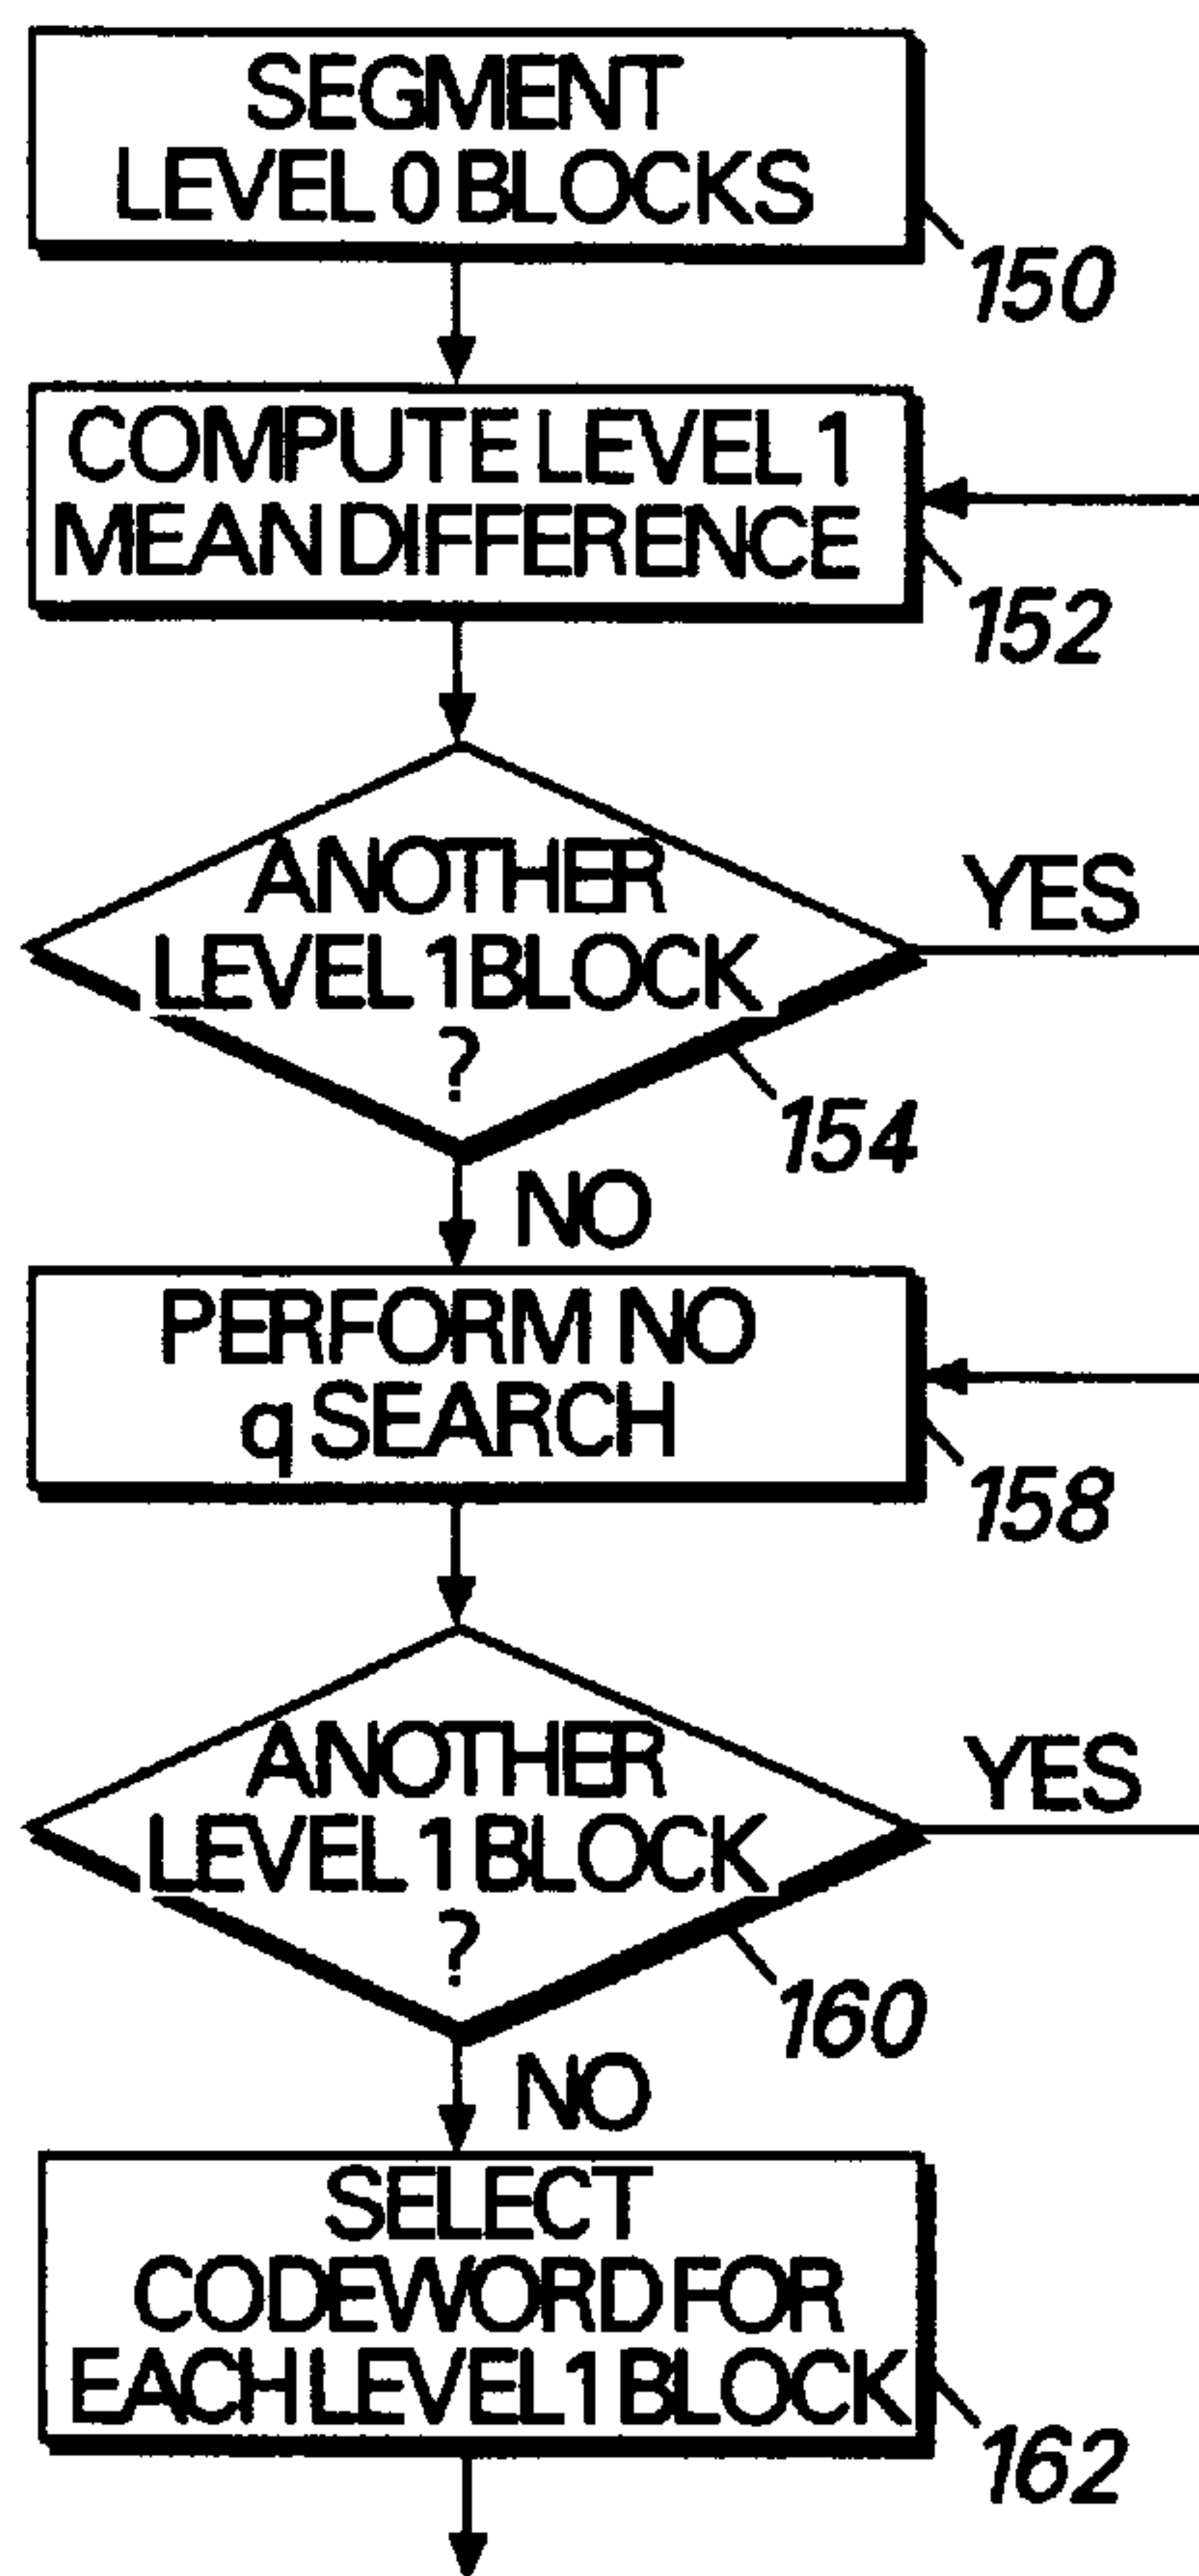 SEGMENT
LEVEL 0 BLOCKS
150
COMPUTE LEVEL 1
MEAN DIFFERENCE
152
ANOTHER
LEVEL 1 BLOCK
?
YES
154
NO
PERFORM NO
q SEARCH
158
ANOTHER
LEVEL 1 BLOCK
?
YES
160
NO
SELECT
CODEWORD FOR
EACH LEVEL 1 BLOCK
162